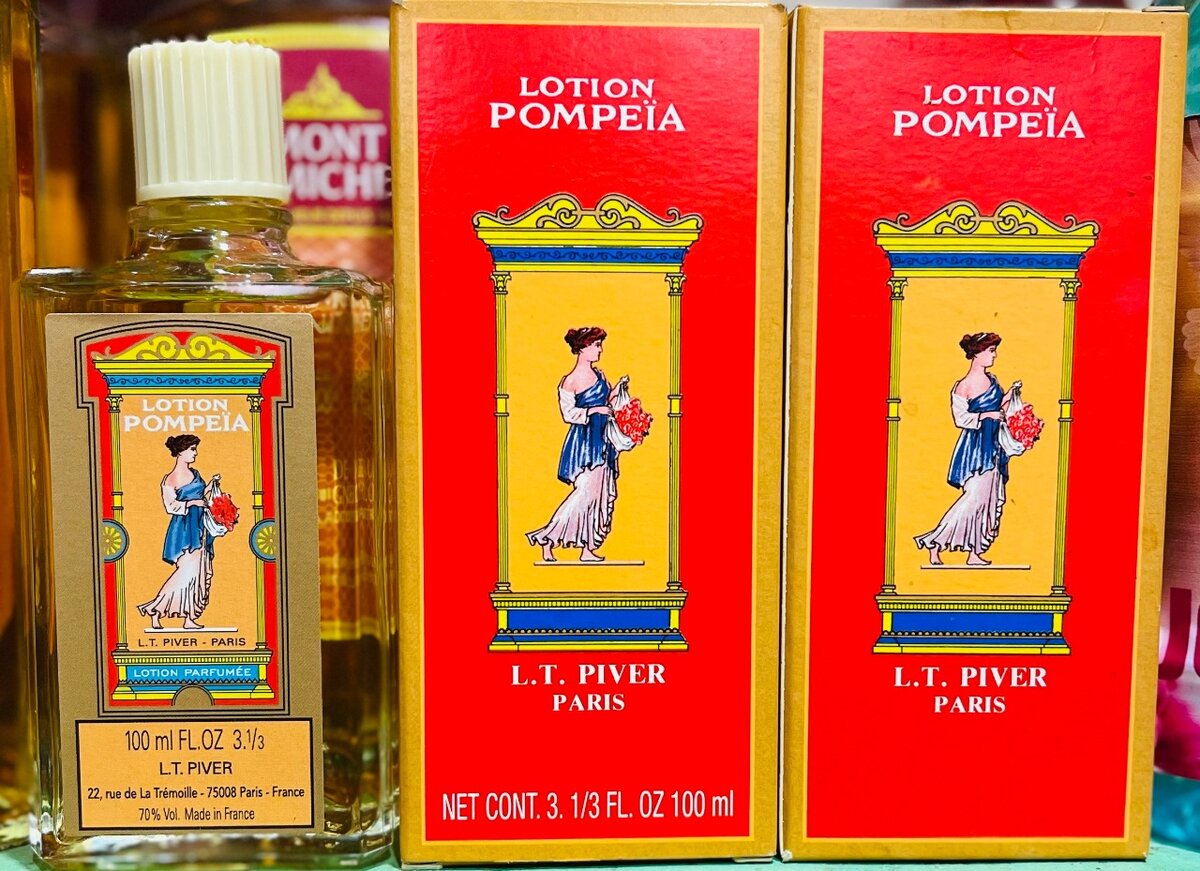 LOTION
POMPEÏA
L.T. PIVER - PARIS
LOTION PARFUMÉE
100 ml FL.OZ 3.1/3
L.T. PIVER
22, rue de La Trémoille - 75008 Paris - France
70% Vol. Made in France
MONT
MICHE
LOTION
POMPEÏA
L.T. PIVER
PARIS
NET CONT. 3. 1/3 FL. OZ 100 ml
LOTION
POMPEÏA
L.T. PIVER
PARIS